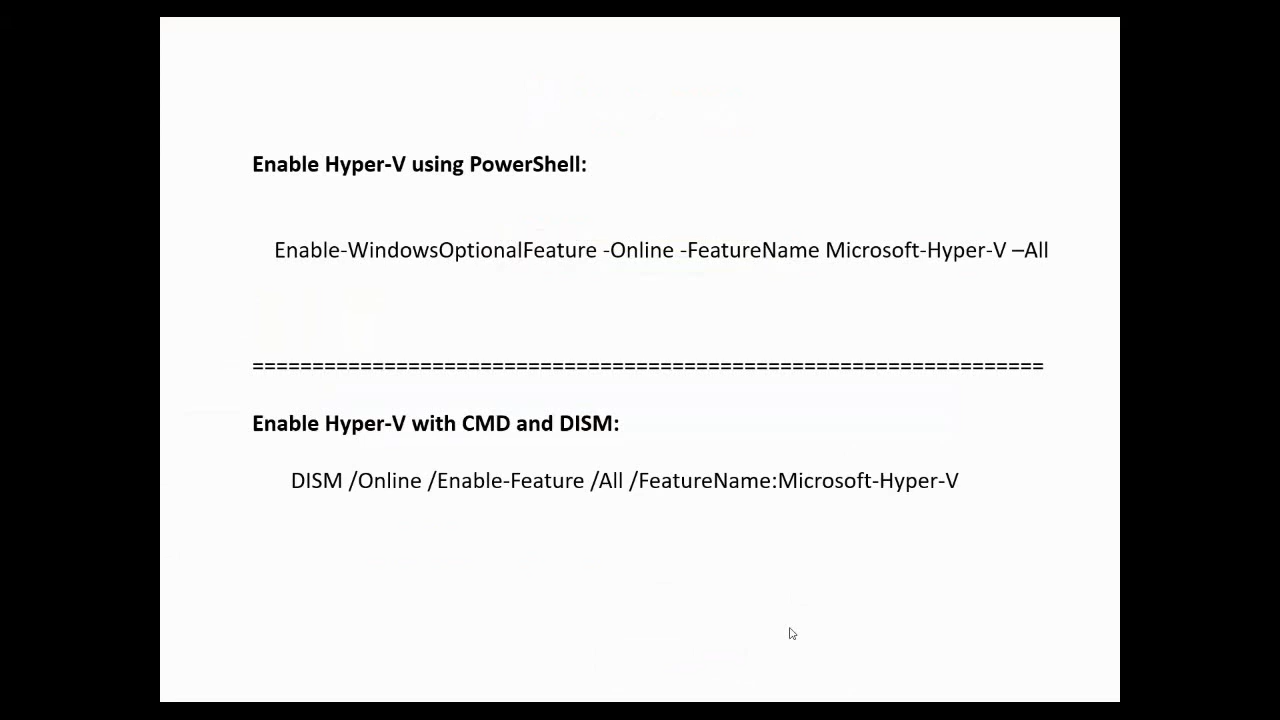 Enable Hyper-V using PowerShell:
Enable-WindowsOptionalFeature -Online -FeatureName Microsoft-Hyper-V –All
==================================================================
Enable Hyper-V with CMD and DISM:
DISM /Online /Enable-Feature /All /FeatureName:Microsoft-Hyper-V